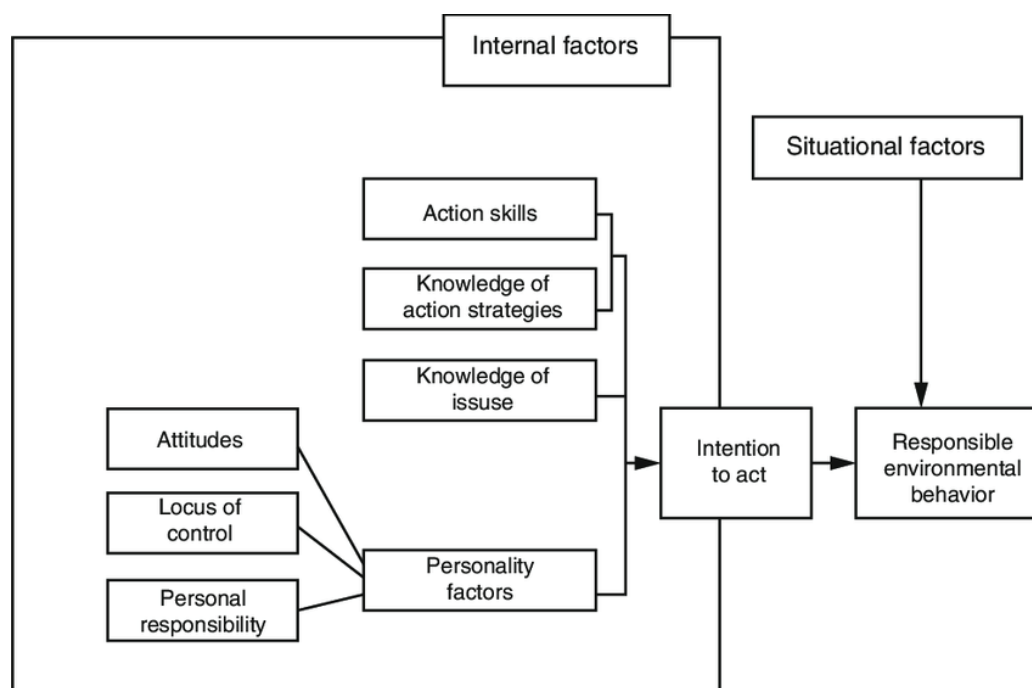 Internal factors
Situational factors
Action skills
Knowledge of
action strategies
Knowledge of
issuse
Attitudes
Locus of
control
Personal
responsibility
Personality
factors
Intention
to act
Responsible
environmental
behavior